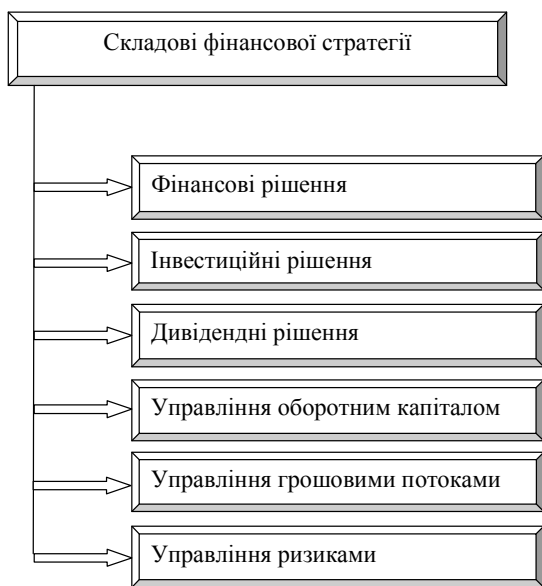 Складові фінансової стратегії
Фінансові рішення
Інвестиційні рішення
Дивідендні рішення
Управління оборотним капіталом
Управління грошовими потоками
Управління ризиками